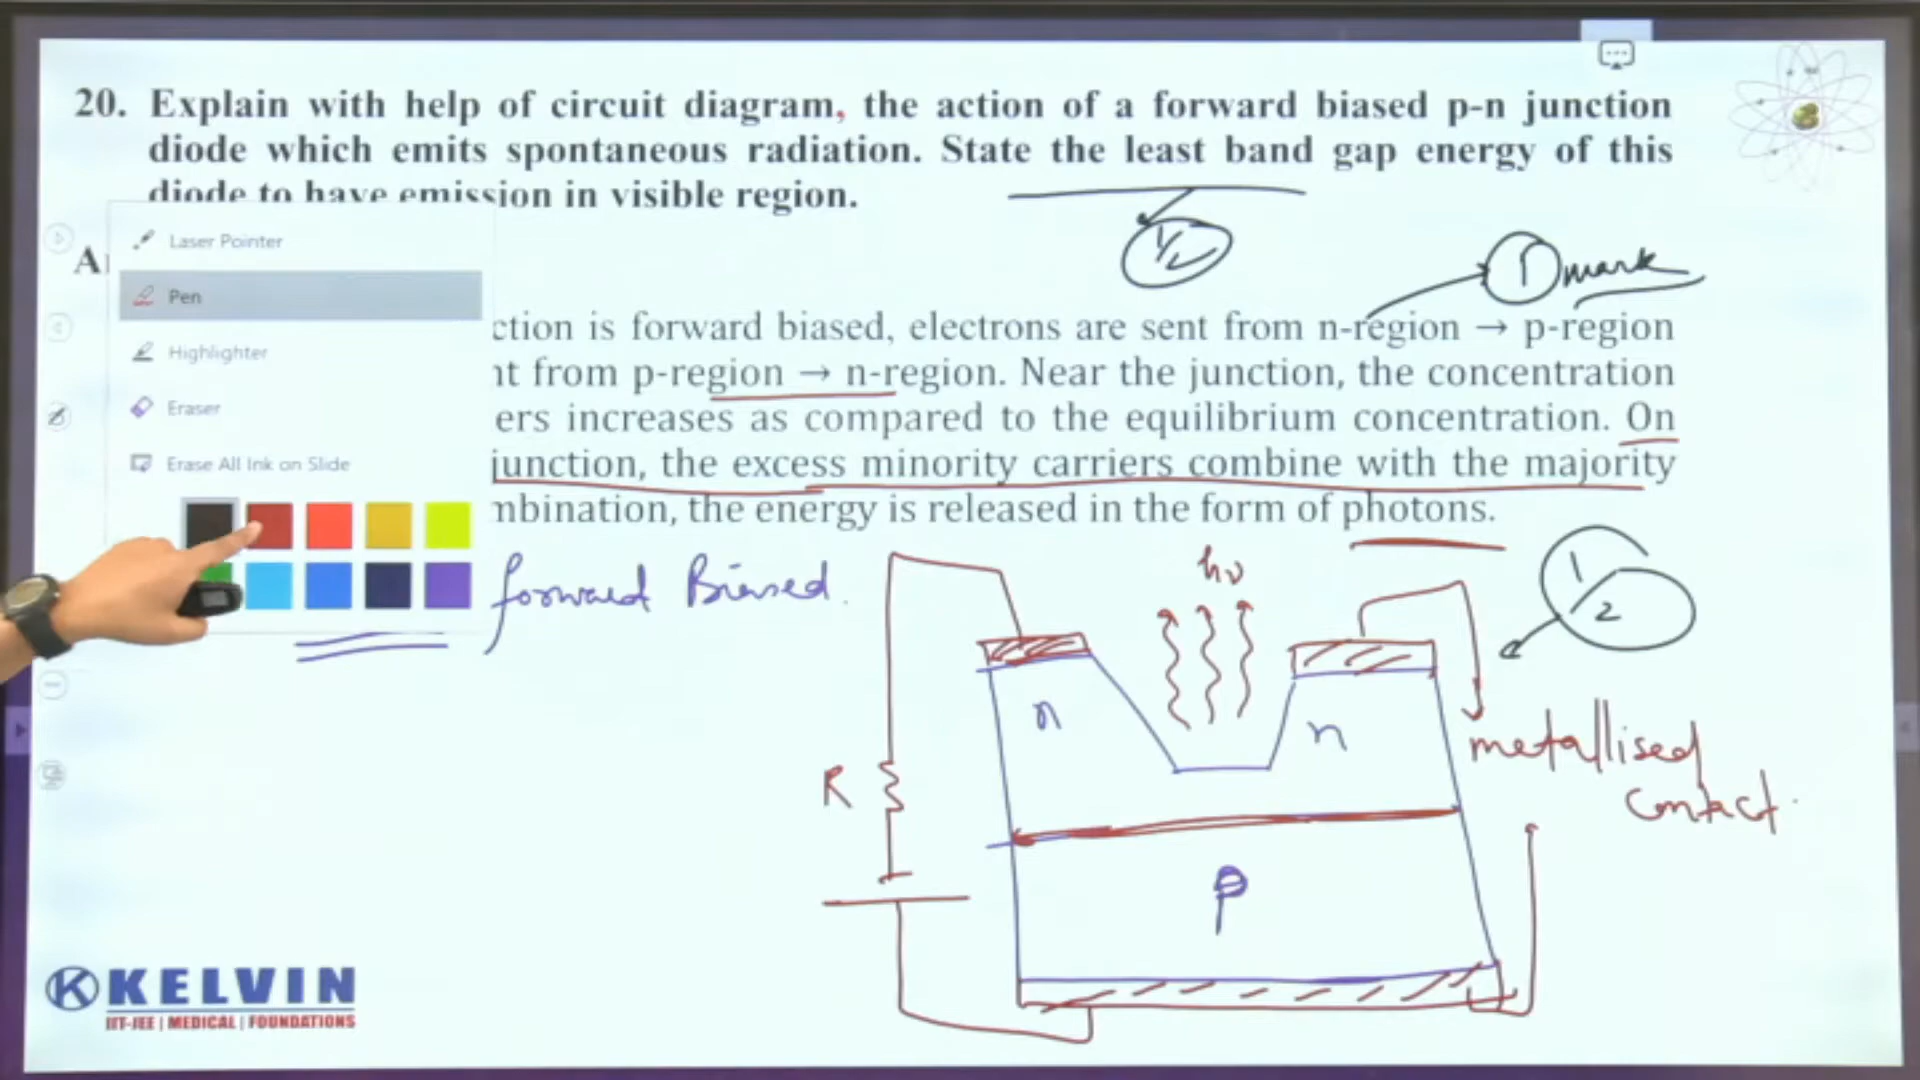 20. Explain with help of circuit diagram, the action of a forward biased p-n junction
diode which emits spontaneous radiation. State the least band gap energy of this
diode to have emission in visible region.
1/2
1 mark
A
Laser Pointer
Pen
Highlighter
Eraser
Erase All Ink on Slide
ction is forward biased, electrons are sent from n-region → p-region
nt from p-region → n-region. Near the junction, the concentration
ers increases as compared to the equilibrium concentration. On
junction, the excess minority carriers combine with the majority
mbination, the energy is released in the form of photons.
forward Biased.
hν
1/2
n
n
R
metallised
contact.
p
KELVIN
IIT-JEE | MEDICAL | FOUNDATIONS